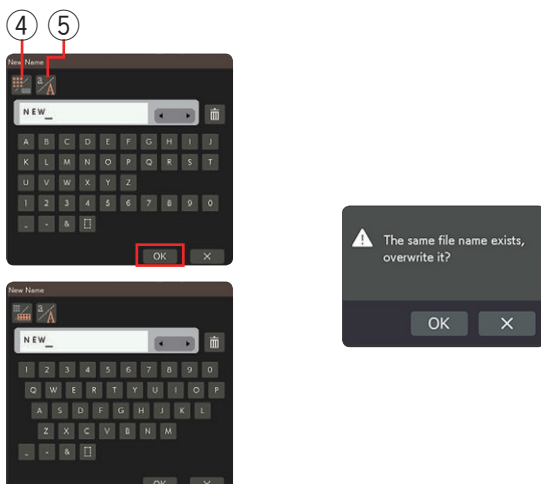 ④ ⑤
New Name
a/A
NEW_
A B C D E F G H I J
K L M N O P Q R S T
U V W X Y Z
1 2 3 4 5 6 7 8 9 0
_ - &
OK X
New Name
a/A
NEW_
1 2 3 4 5 6 7 8 9 0
Q W E R T Y U I O P
A S D F G H J K L
Z X C V B N M
_ - &
OK X
The same file name exists,
overwrite it?
OK X